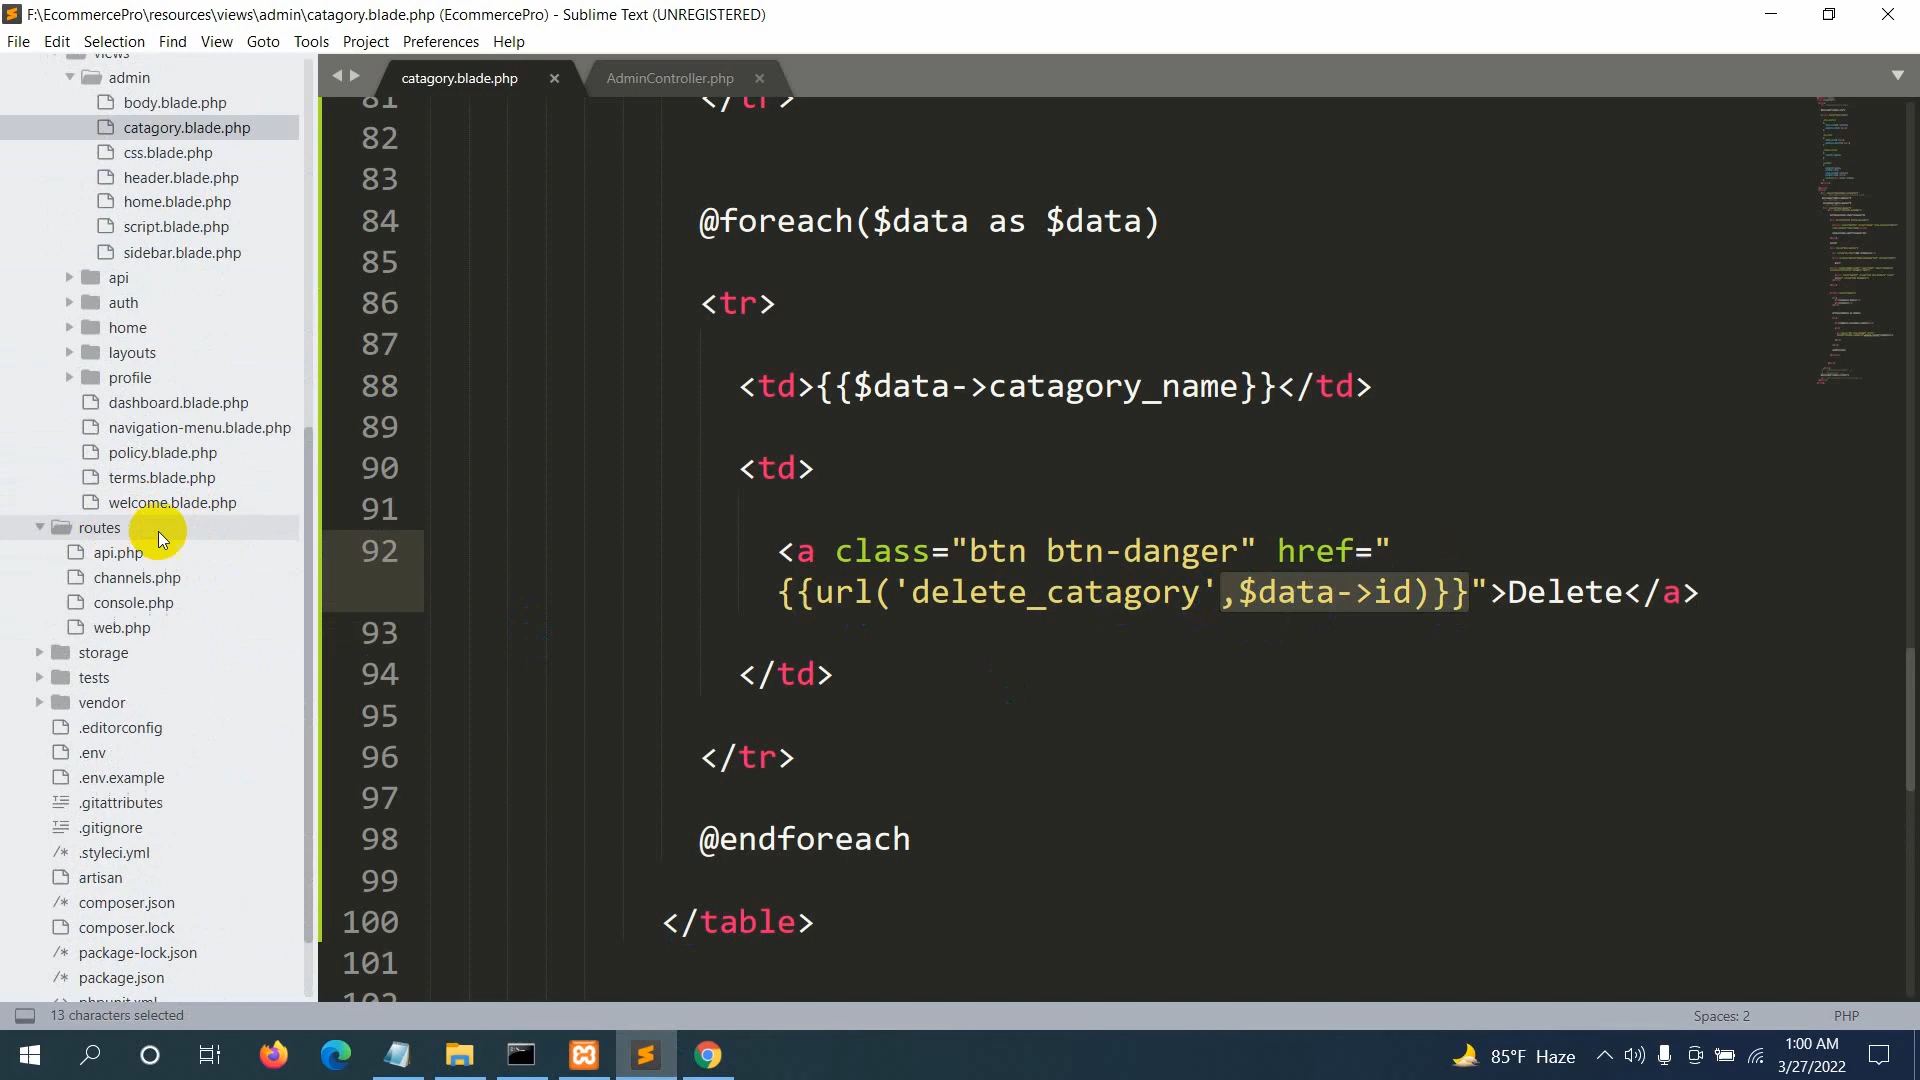 F:\EcommercePro\resources\views\admin\catagory.blade.php (EcommercePro) - Sublime Text (UNREGISTERED)
File Edit Selection Find View Goto Tools Project Preferences Help
views
admin
body.blade.php
catagory.blade.php
css.blade.php
header.blade.php
home.blade.php
script.blade.php
sidebar.blade.php
api
auth
home
layouts
profile
dashboard.blade.php
navigation-menu.blade.php
policy.blade.php
terms.blade.php
welcome.blade.php
routes
api.php
channels.php
console.php
web.php
storage
tests
vendor
.editorconfig
.env
.env.example
.gitattributes
.gitignore
.styleci.yml
artisan
composer.json
composer.lock
package-lock.json
package.json
phpunit.xml
catagory.blade.php AdminController.php
81 </tr>
82
83
84 @foreach($data as $data)
85
86 <tr>
87
88 <td>{{$data->catagory_name}}</td>
89
90 <td>
91
92 <a class="btn btn-danger" href="
{{url('delete_catagory',$data->id)}}">Delete</a>
93
94 </td>
95
96 </tr>
97
98 @endforeach
99
100 </table>
101
102
13 characters selected Spaces: 2 PHP
85°F Haze 1:00 AM
3/27/2022